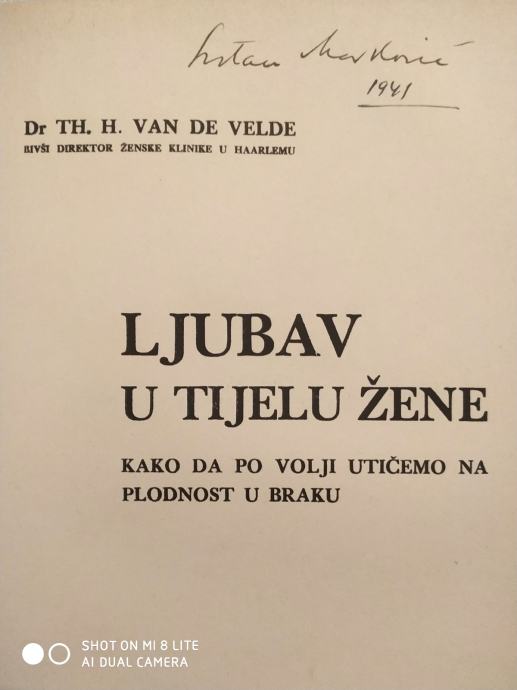 Marković
1941
Dr TH. H. VAN DE VELDE
BIVŠI DIREKTOR ŽENSKE KLINIKE U HAARLEMU
LJUBAV
U TIJELU ŽENE
KAKO DA PO VOLJI UTIČEMO NA
PLODNOST U BRAKU
SHOT ON MI 8 LITE
AI DUAL CAMERA